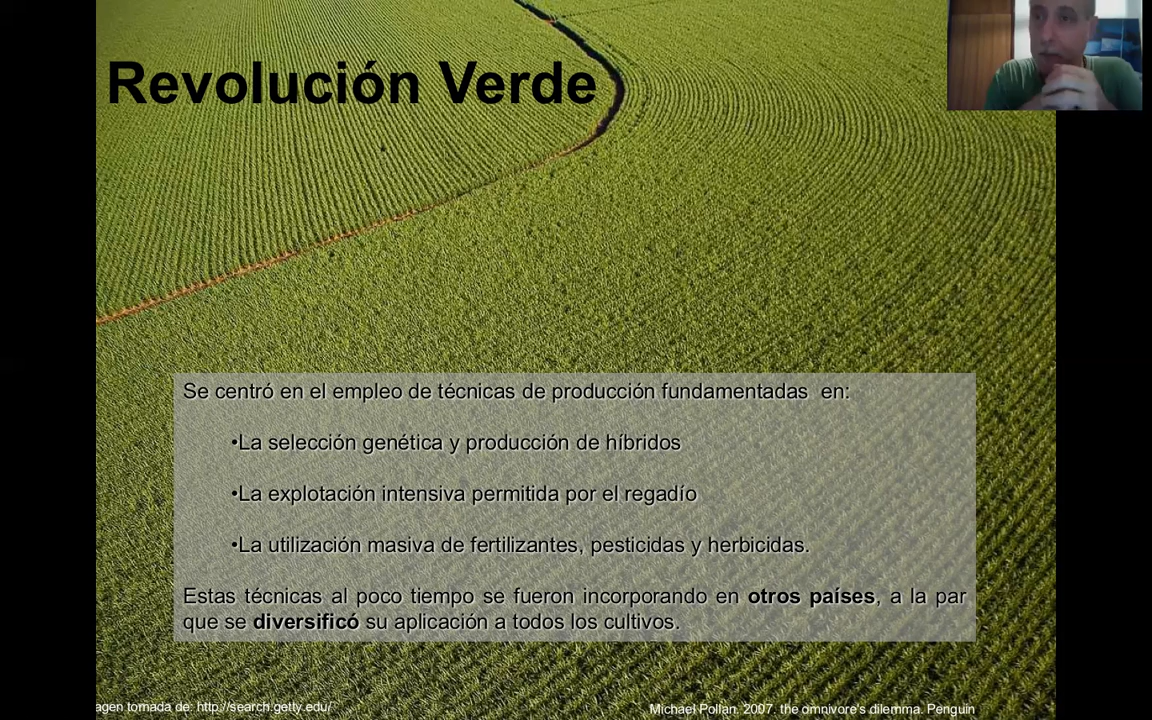 Revolución Verde
Se centró en el empleo de técnicas de producción fundamentadas en:
•La selección genética y producción de híbridos
•La explotación intensiva permitida por el regadío
•La utilización masiva de fertilizantes, pesticidas y herbicidas.
Estas técnicas al poco tiempo se fueron incorporando en otros países, a la par
que se diversificó su aplicación a todos los cultivos.
agen tomada de: http://search.getty.edu/
Michael Pollan. 2007. the omnivore's dilemma. Penguin